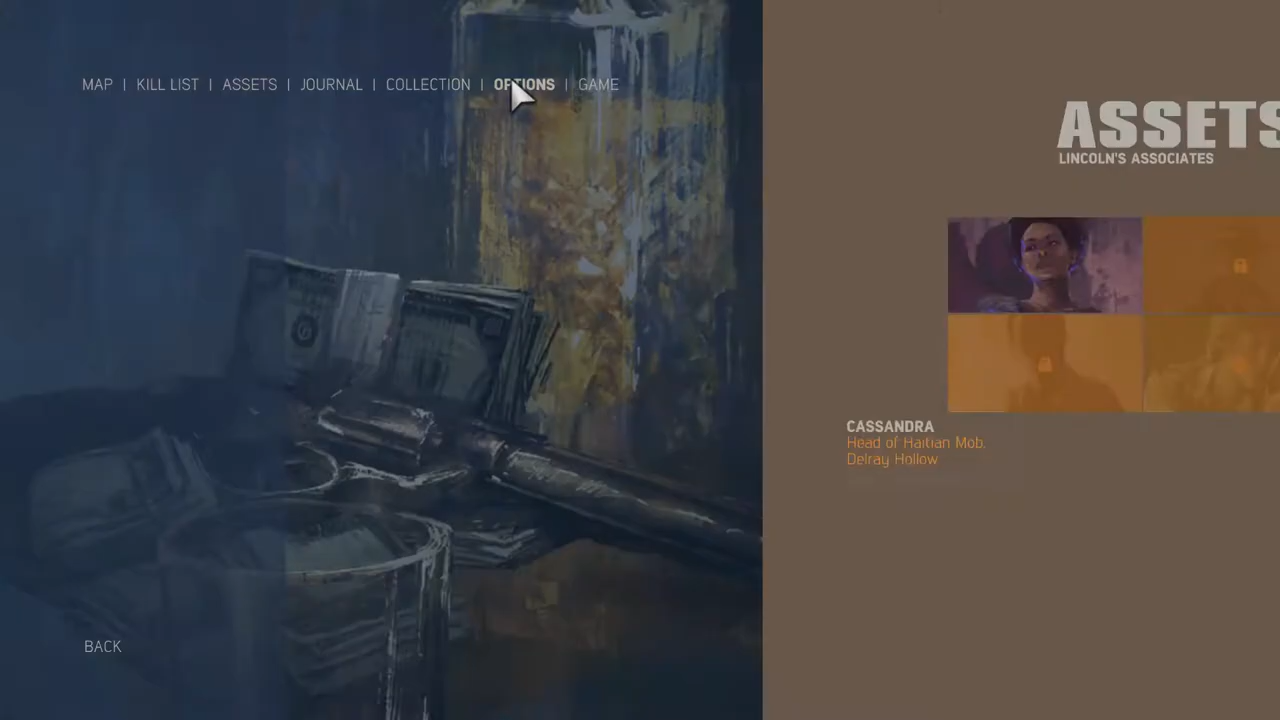 MAP | KILL LIST | ASSETS | JOURNAL | COLLECTION | OPTIONS | GAME
ASSETS
LINCOLN'S ASSOCIATES
CASSANDRA
Head of Haitian Mob.
Delray Hollow
BACK